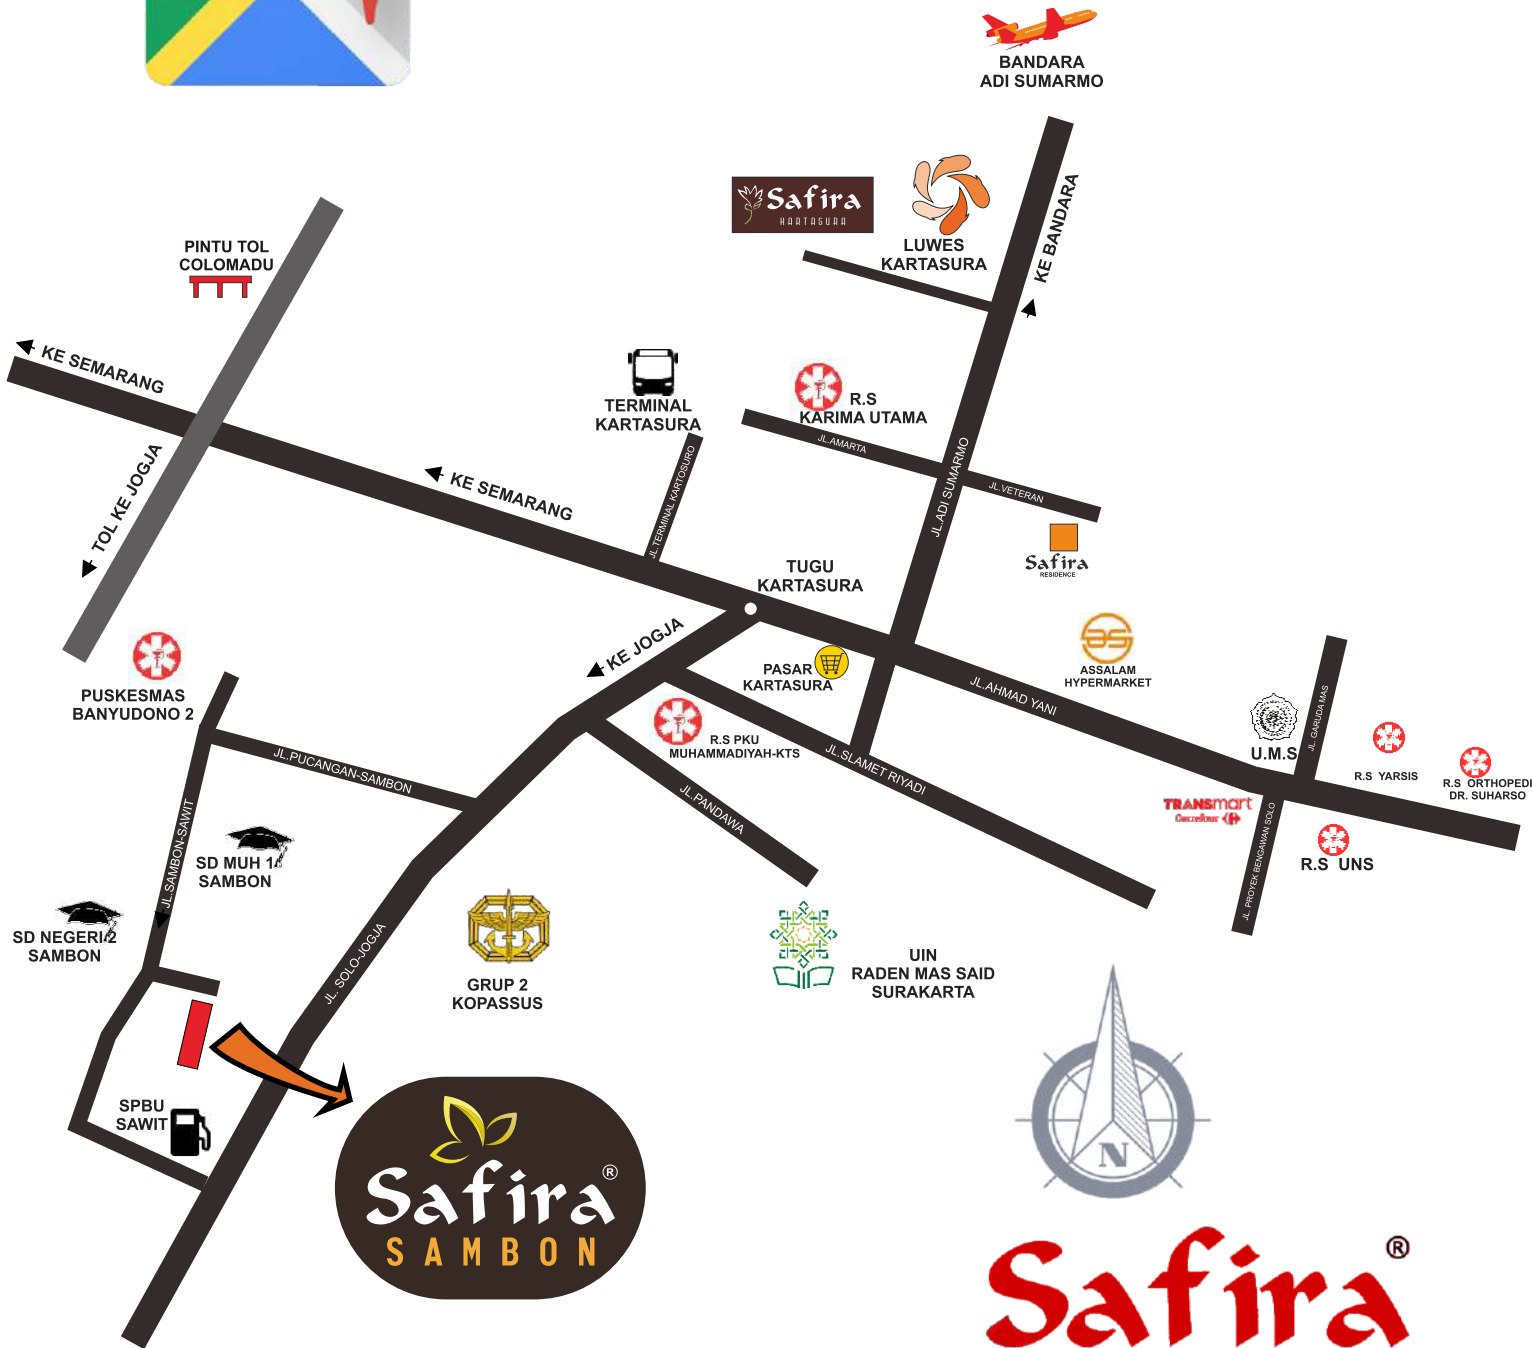 BANDARA
ADI SUMARMO
Safira
KARTASURA
LUWES
KARTASURA
KE BANDARA
PINTU TOL
COLOMADU
KE SEMARANG
TERMINAL
KARTASURA
R.S
KARIMA UTAMA
JL.AMARTA
JL.VETERAN
JL.ADI SUMARMO
JL.TERMINAL KARTOSURO
KE SEMARANG
TOL KE JOGJA
Safira
RESIDENCE
TUGU
KARTASURA
KE JOGJA
PASAR
KARTASURA
ASSALAM
HYPERMARKET
JL.AHMAD YANI
PUSKESMAS
BANYUDONO 2
R.S PKU
MUHAMMADIYAH-KTS
JL.SLAMET RIYADI
U.M.S
JL. GARUDA MAS
R.S YARSIS
R.S ORTHOPEDI
DR. SUHARSO
JL.PUCANGAN-SAMBON
JL.PANDAWA
TRANSmart
Carrefour
JL. PROYEK BENGAWAN SOLO
R.S UNS
JL.SAMBON-SAWIT
SD MUH 1
SAMBON
SD NEGERI 2
SAMBON
JL. SOLO-JOGJA
GRUP 2
KOPASSUS
UIN
RADEN MAS SAID
SURAKARTA
SPBU
SAWIT
N
Safira®
SAMBON
Safira®